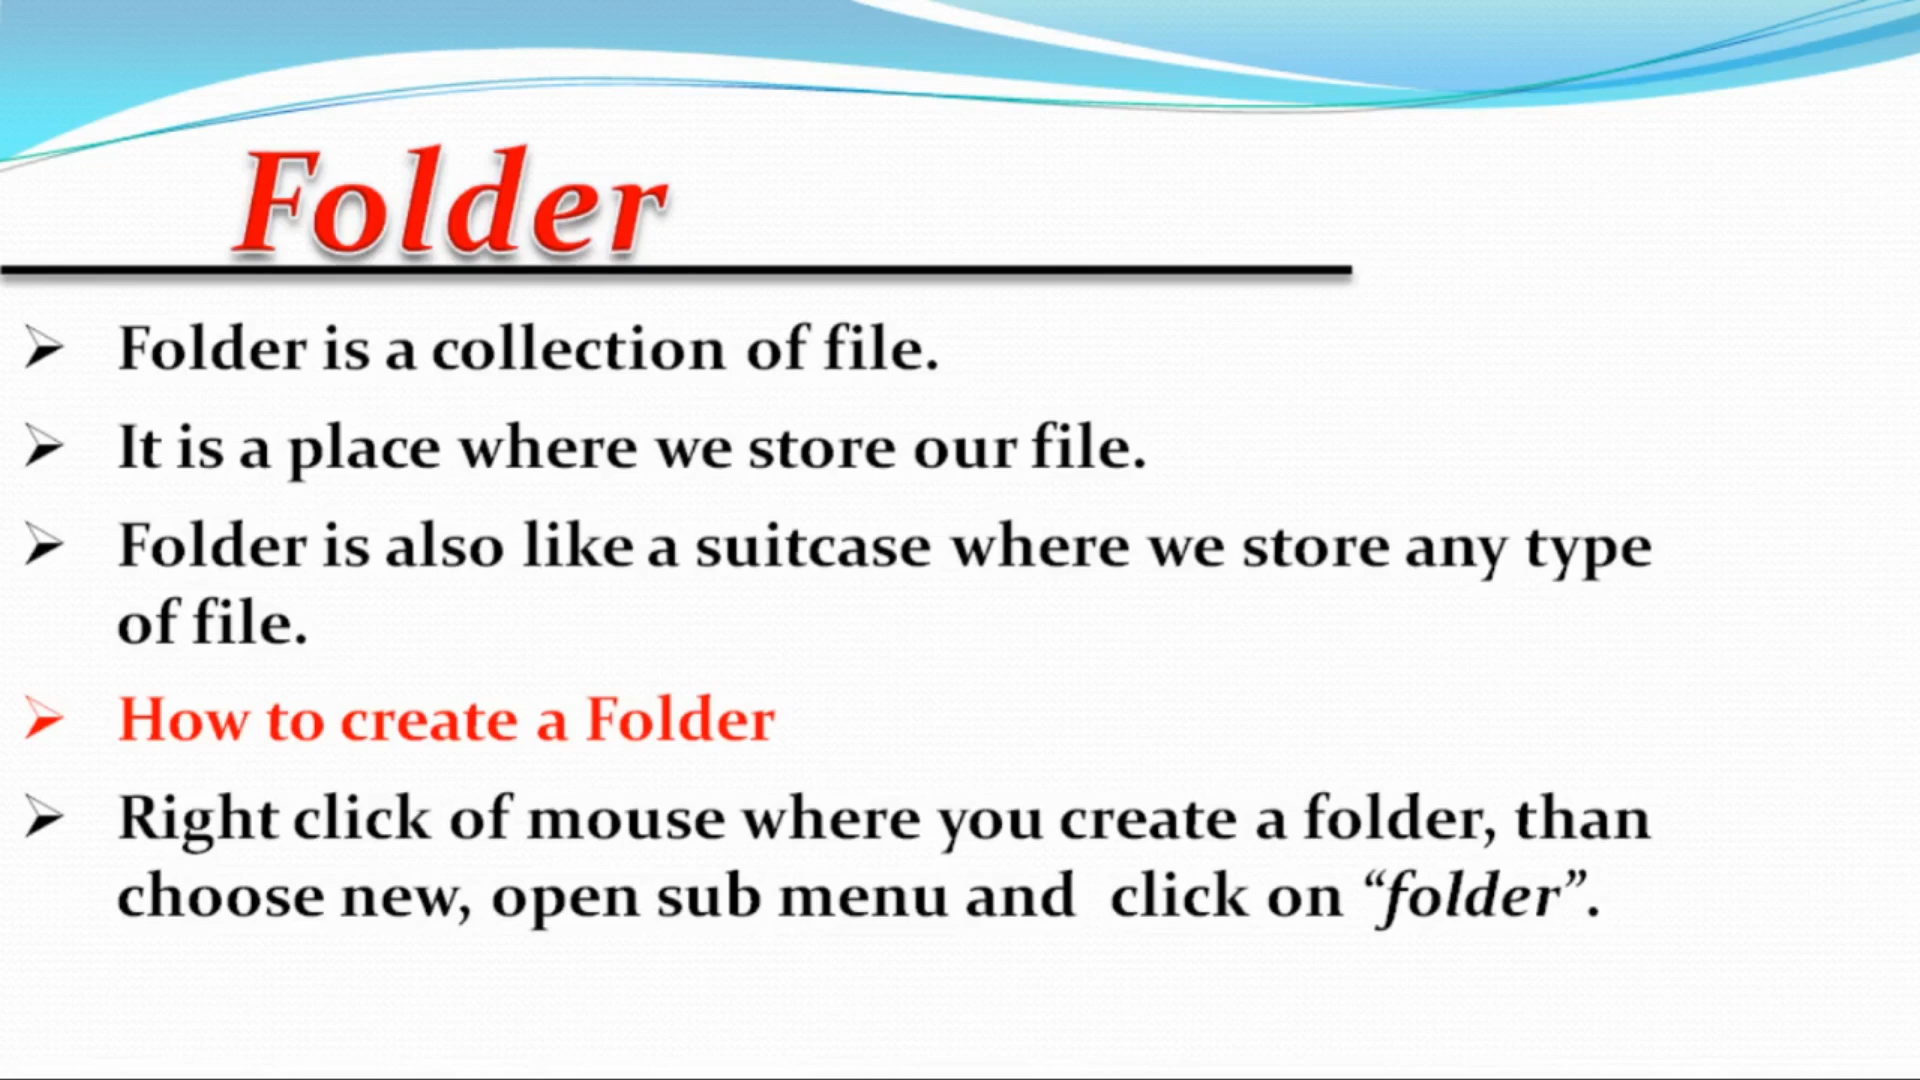 Folder
➢ Folder is a collection of file.
➢ It is a place where we store our file.
➢ Folder is also like a suitcase where we store any type
of file.
➢ How to create a Folder
➢ Right click of mouse where you create a folder, than
choose new, open sub menu and  click on “folder”.